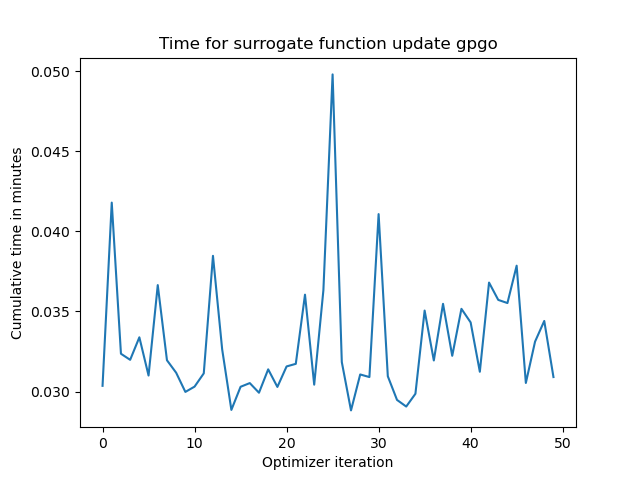 Time for surrogate function update gpgo
Cumulative time in minutes
0.050
0.045
0.040
0.035
0.030
0 10 20 30 40 50
Optimizer iteration